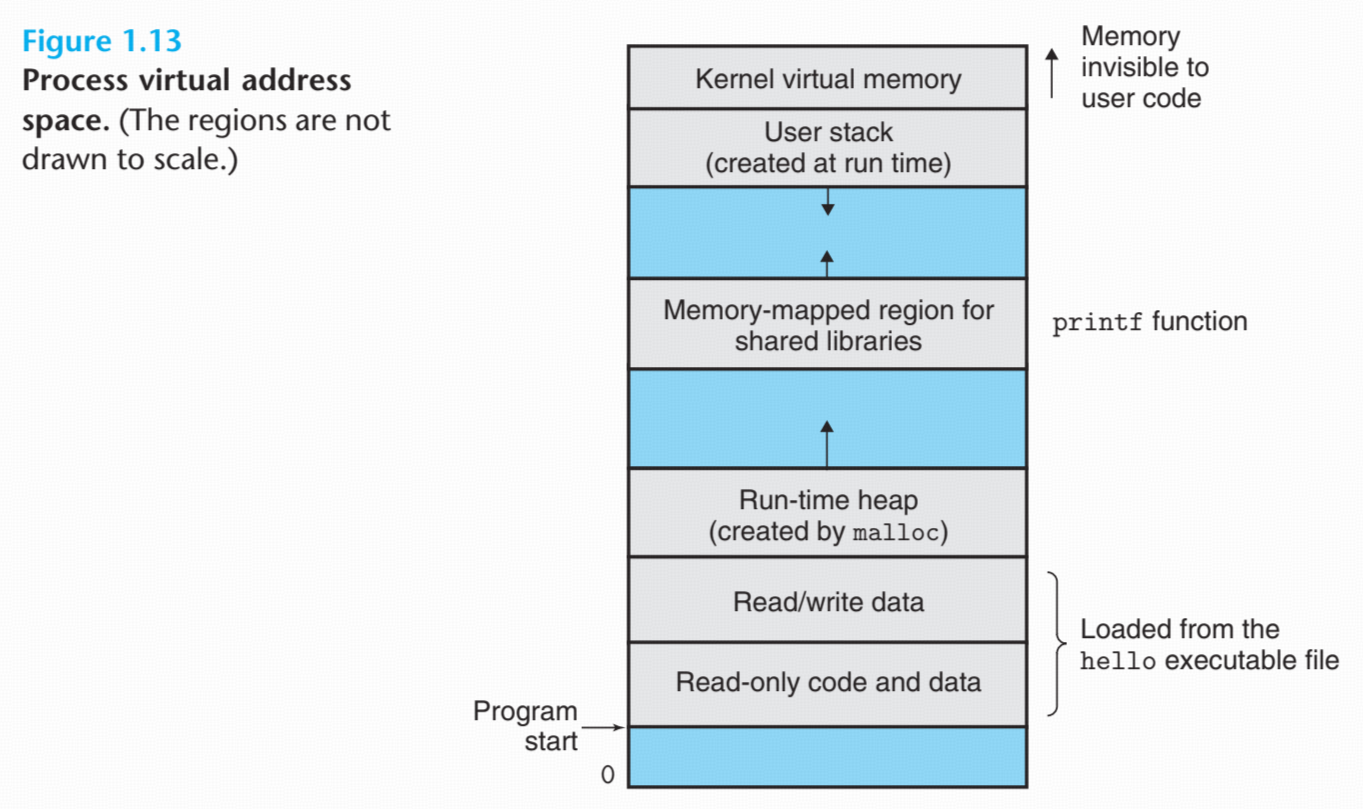 Figure 1.13
Process virtual address
space. (The regions are not
drawn to scale.)
Kernel virtual memory
Memory
invisible to
user code
User stack
(created at run time)
Memory-mapped region for
shared libraries
printf function
Run-time heap
(created by malloc)
Read/write data
Loaded from the
hello executable file
Read-only code and data
Program
start
0